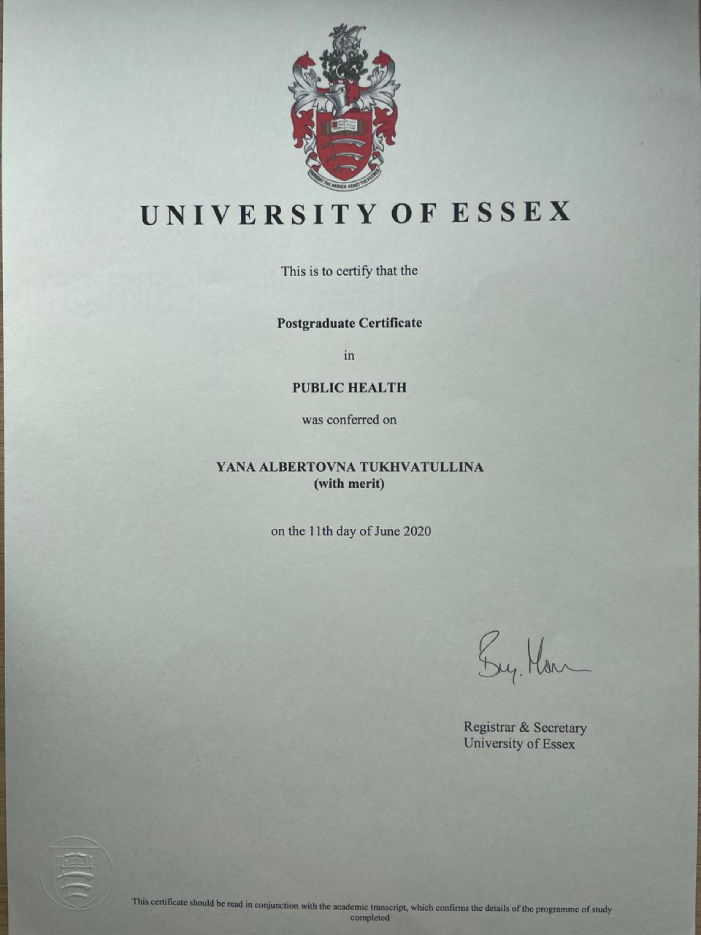 UNIVERSITY OF ESSEX
This is to certify that the
Postgraduate Certificate
in
PUBLIC HEALTH
was conferred on
YANA ALBERTOVNA TUKHVATULLINA
(with merit)
on the 11th day of June 2020
Registrar & Secretary
University of Essex
This certificate should be read in conjunction with the academic transcript, which confirms the details of the programme of study
completed